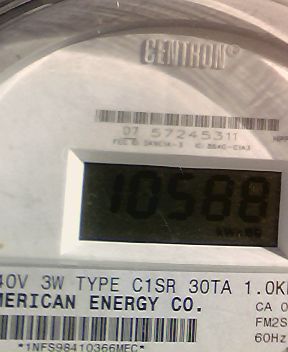 CENTRON®
07 57245311
10588
40V 3W TYPE C1SR 30TA 1.0K
MERICAN ENERGY CO.
CA 0
FM2S
60Hz
*1NFS98410366MEC*